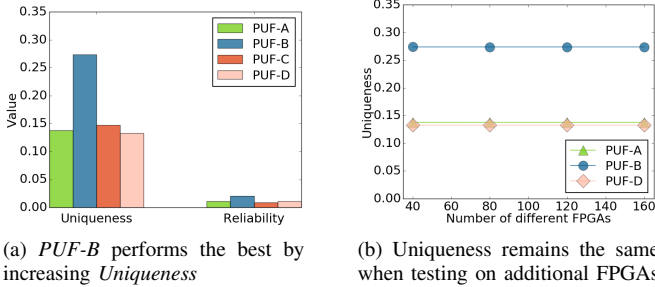 0.35
0.30
0.25
0.20
0.15
0.10
0.05
0.00
Value
Uniqueness
Reliability
PUF-A
PUF-B
PUF-C
PUF-D
(a) PUF-B performs the best by
increasing Uniqueness
0.35
0.30
0.25
0.20
0.15
0.10
0.05
0.00
Uniqueness
40
60
80
100
120
140
160
Number of different FPGAs
PUF-A
PUF-B
PUF-D
(b) Uniqueness remains the same
when testing on additional FPGAs